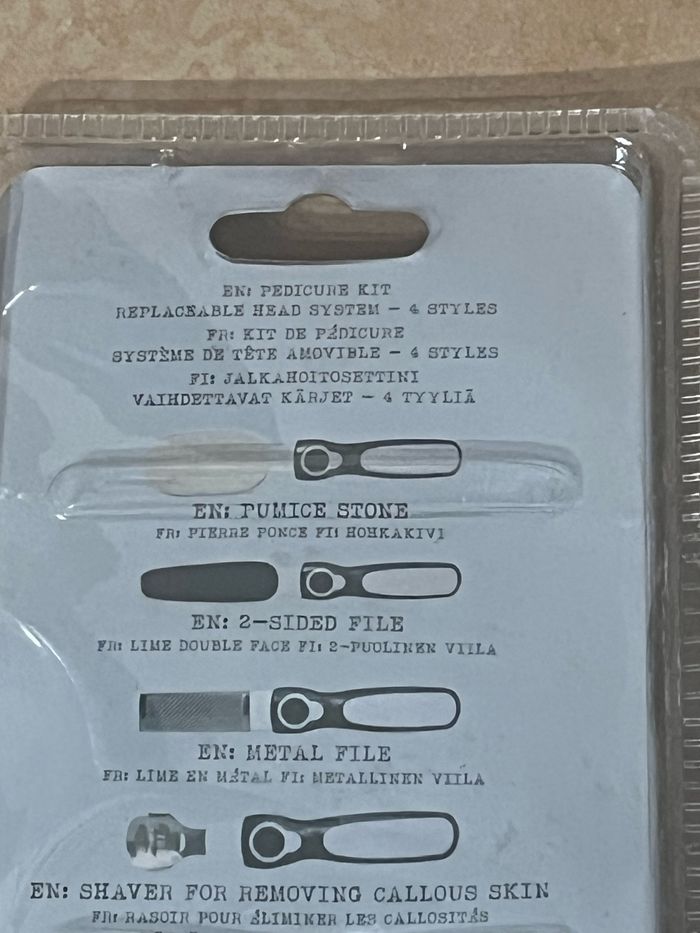 EN: PEDICURE KIT
REPLACEABLE HEAD SYSTEM – 4 STYLES
FR: KIT DE PÉDICURE
SYSTÈME DE TÊTE AMOVIBLE – 4 STYLES
FI: JALKAHOITOSETTINI
VAIHDETTAVAT KÄRJET – 4 TYYLIÄ
EN: PUMICE STONE
FR: PIERRE PONCE FI: HOHKAKIVI
EN: 2-SIDED FILE
FR: LIME DOUBLE FACE FI: 2-PUOLINEN VIILA
EN: METAL FILE
FR: LIME EN MÉTAL FI: METALLINEN VIILA
EN: SHAVER FOR REMOVING CALLOUS SKIN
FR: RASOIR POUR ÉLIMINER LES CALLOSITÉS